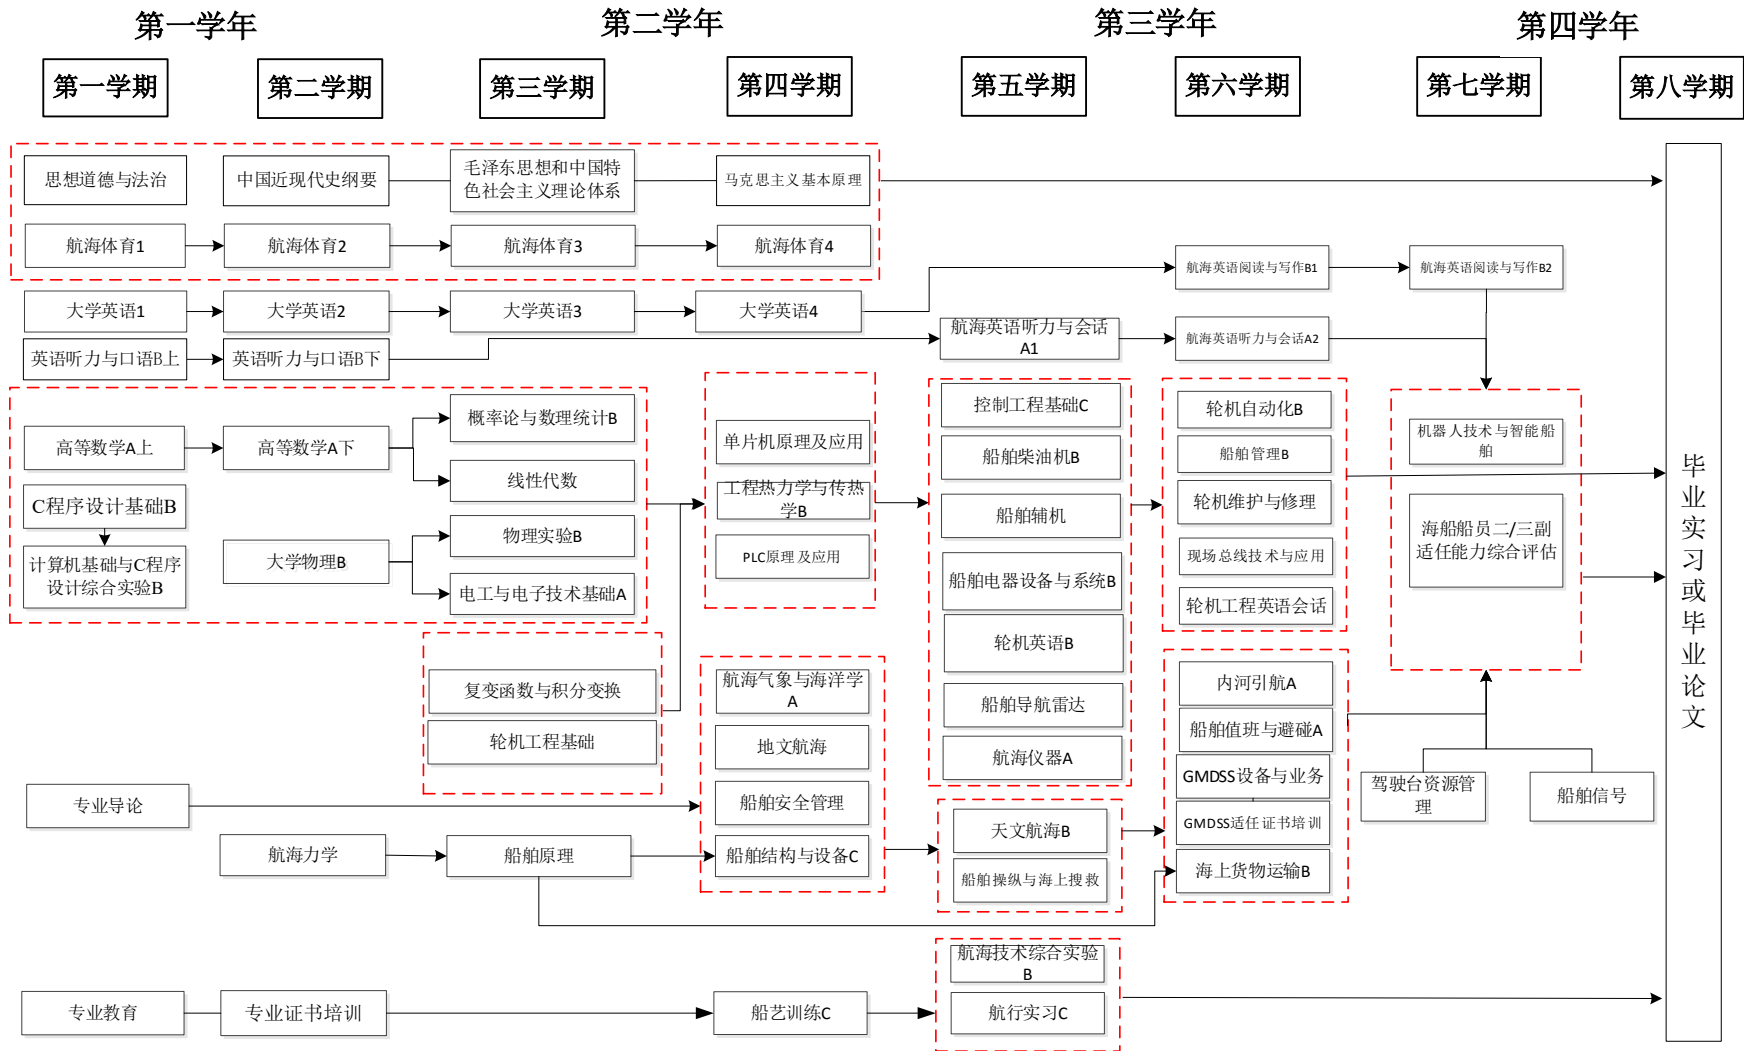 第一学年
第二学年
第三学年
第四学年
第一学期
第二学期
第三学期
第四学期
第五学期
第六学期
第七学期
第八学期
思想道德与法治
中国近现代史纲要
毛泽东思想和中国特
色社会主义理论体系
马克思主义基本原理
航海体育1
航海体育2
航海体育3
航海体育4
航海英语阅读与写作B1
航海英语阅读与写作B2
大学英语1
大学英语2
大学英语3
大学英语4
英语听力与口语B上
英语听力与口语B下
航海英语听力与会话
A1
航海英语听力与会话A2
高等数学A上
高等数学A下
概率论与数理统计B
线性代数
C程序设计基础B
计算机基础与C程序
设计综合实验B
大学物理B
物理实验B
电工与电子技术基础A
单片机原理及应用
工程热力学与传热
学B
PLC原理及应用
控制工程基础C
船舶柴油机B
船舶辅机
船舶电器设备与系统B
轮机英语B
船舶导航雷达
航海仪器A
轮机自动化B
船舶管理B
轮机维护与修理
现场总线技术与应用
轮机工程英语会话
机器人技术与智能船
舶
海船船员二/三副
适任能力综合评估
复变函数与积分变换
轮机工程基础
航海气象与海洋学
A
地文航海
船舶安全管理
船舶结构与设备C
专业导论
航海力学
船舶原理
天文航海B
船舶操纵与海上搜救
内河引航A
船舶值班与避碰A
GMDSS设备与业务
GMDSS适任证书培训
海上货物运输B
驾驶台资源管
理
船舶信号
航海技术综合实验
B
航行实习C
专业教育
专业证书培训
船艺训练C
毕业实习或毕业论文